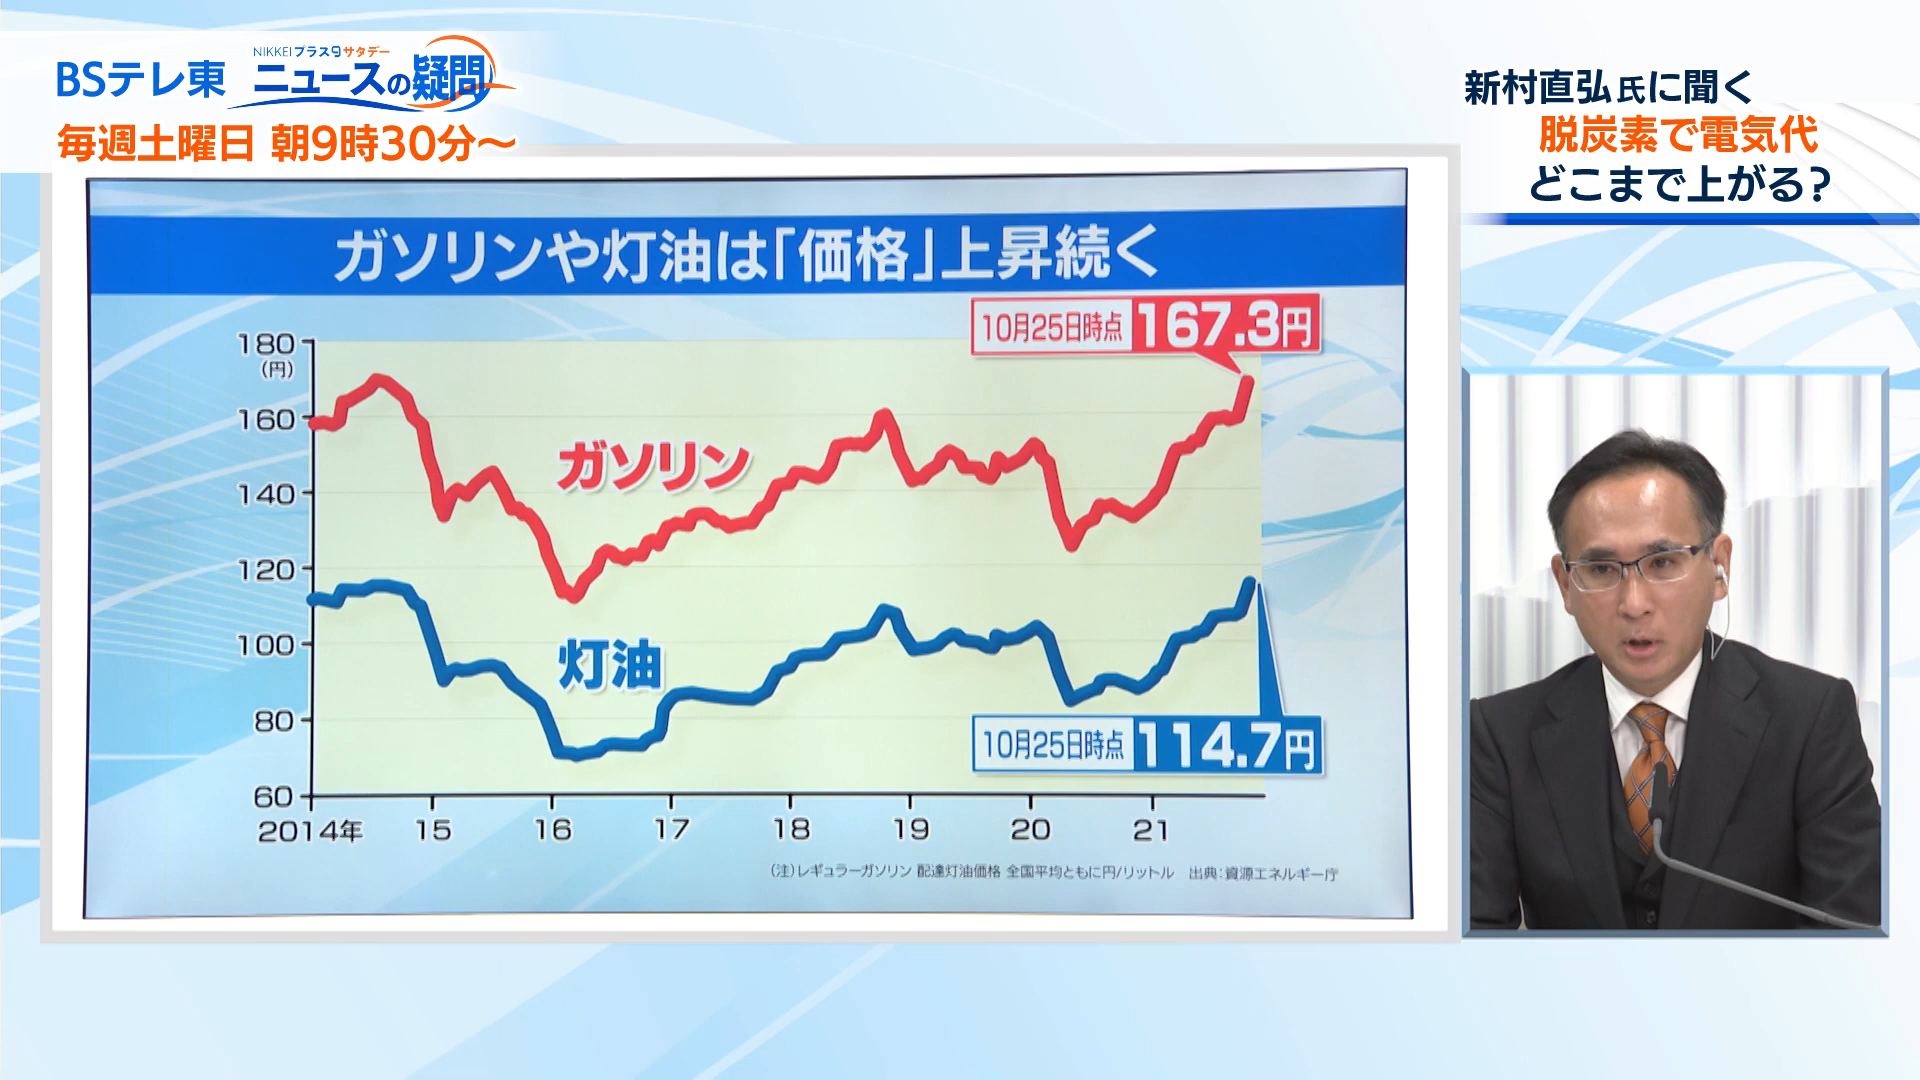 BSテレ東
NIKKEIプラス9サタデー
ニュースの疑問
毎週土曜日 朝9時30分～
新村直弘氏に聞く
脱炭素で電気代
どこまで上がる？
ガソリンや灯油は「価格」上昇続く
10月25日時点 167.3円
180
(円)
160
140
120
100
80
60
ガソリン
灯油
10月25日時点 114.7円
2014年 15 16 17 18 19 20 21
(注)レギュラーガソリン 配達灯油価格 全国平均ともに円/リットル 出典：資源エネルギー庁